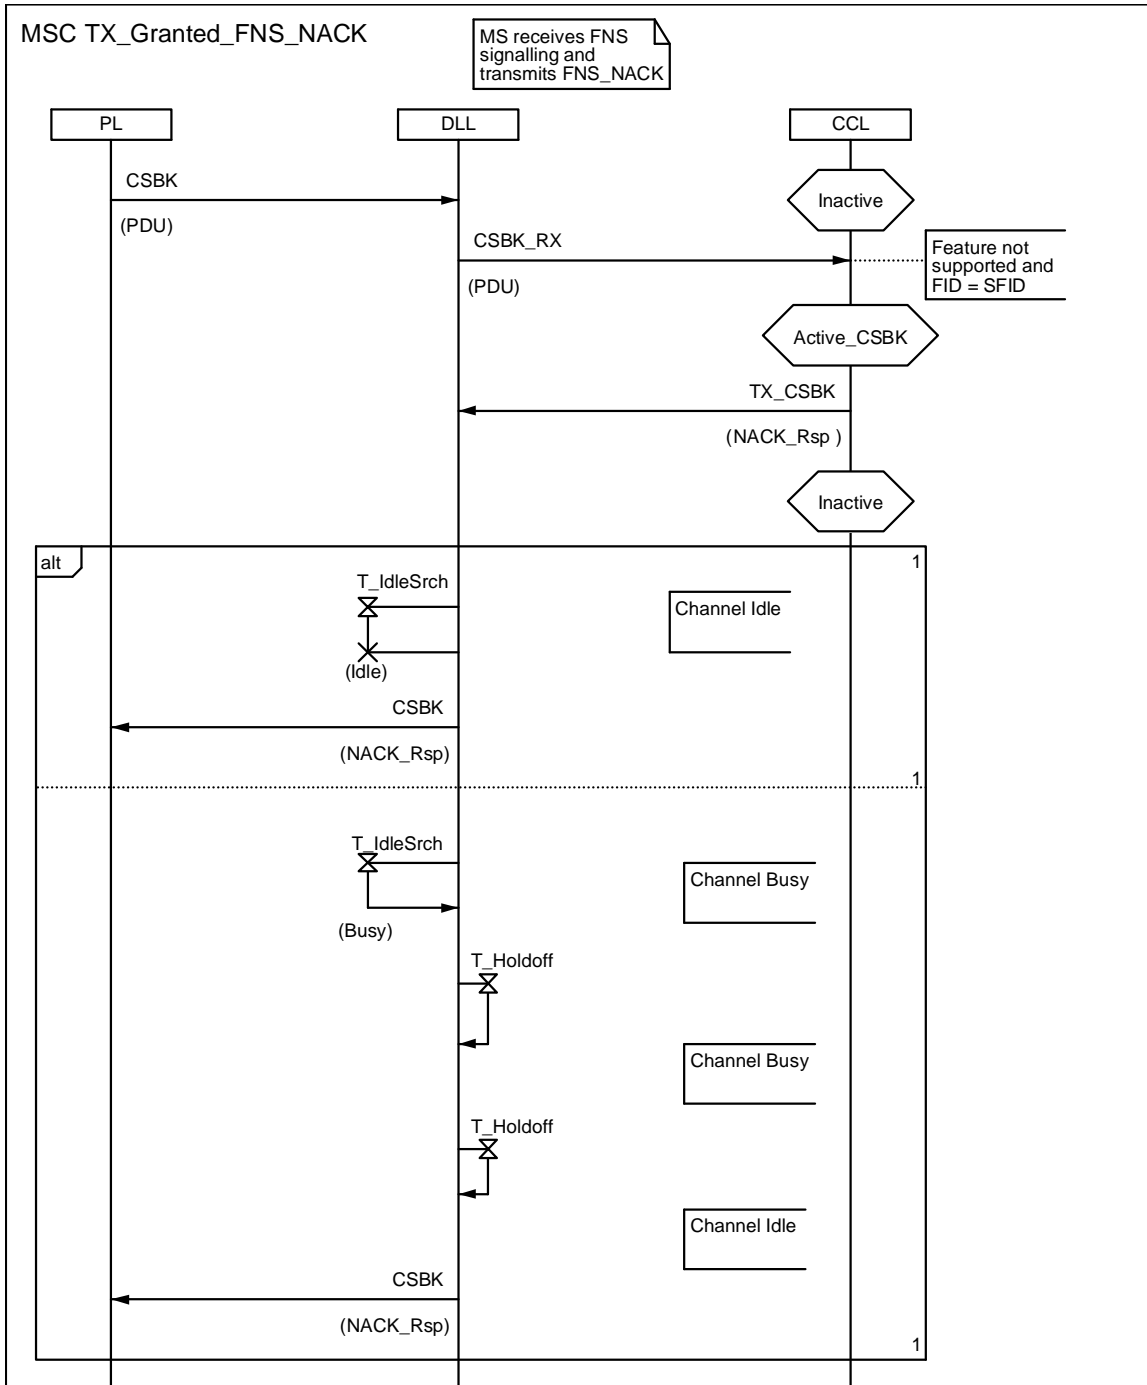 MSC TX_Granted_FNS_NACK
MS receives FNS
signalling and
transmits FNS_NACK
PL
DLL
CCL
CSBK
(PDU)
Inactive
CSBK_RX
(PDU)
Feature not
supported and
FID = SFID
Active_CSBK
TX_CSBK
(NACK_Rsp )
Inactive
alt
1
T_IdleSrch
(Idle)
Channel Idle
CSBK
(NACK_Rsp)
1
T_IdleSrch
(Busy)
Channel Busy
T_Holdoff
Channel Busy
T_Holdoff
Channel Idle
CSBK
(NACK_Rsp)
1